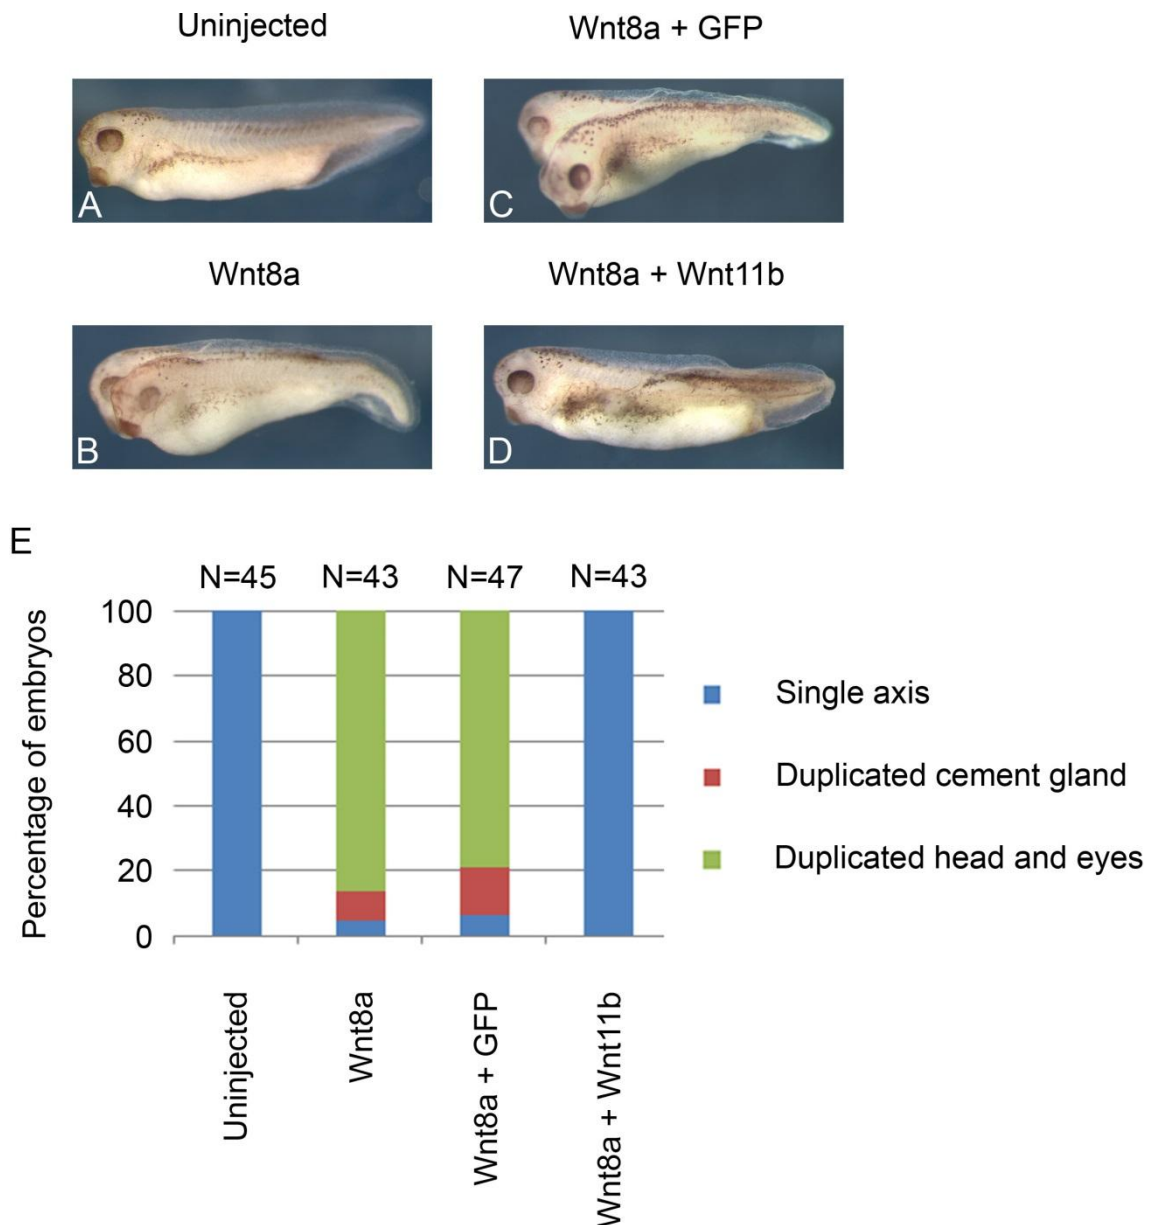 Uninjected
Wnt8a + GFP
A
C
Wnt8a
Wnt8a + Wnt11b
B
D
E
N=45 N=43 N=47 N=43
Percentage of embryos
100
80
60
40
20
0
Single axis
Duplicated cement gland
Duplicated head and eyes
Uninjected
Wnt8a
Wnt8a + GFP
Wnt8a + Wnt11b